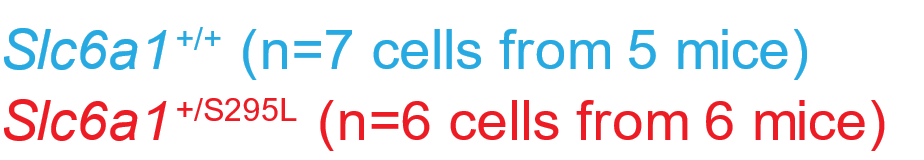 Slc6a1+/+ (n=7 cells from 5 mice)
Slc6a1+/S295L (n=6 cells from 6 mice)